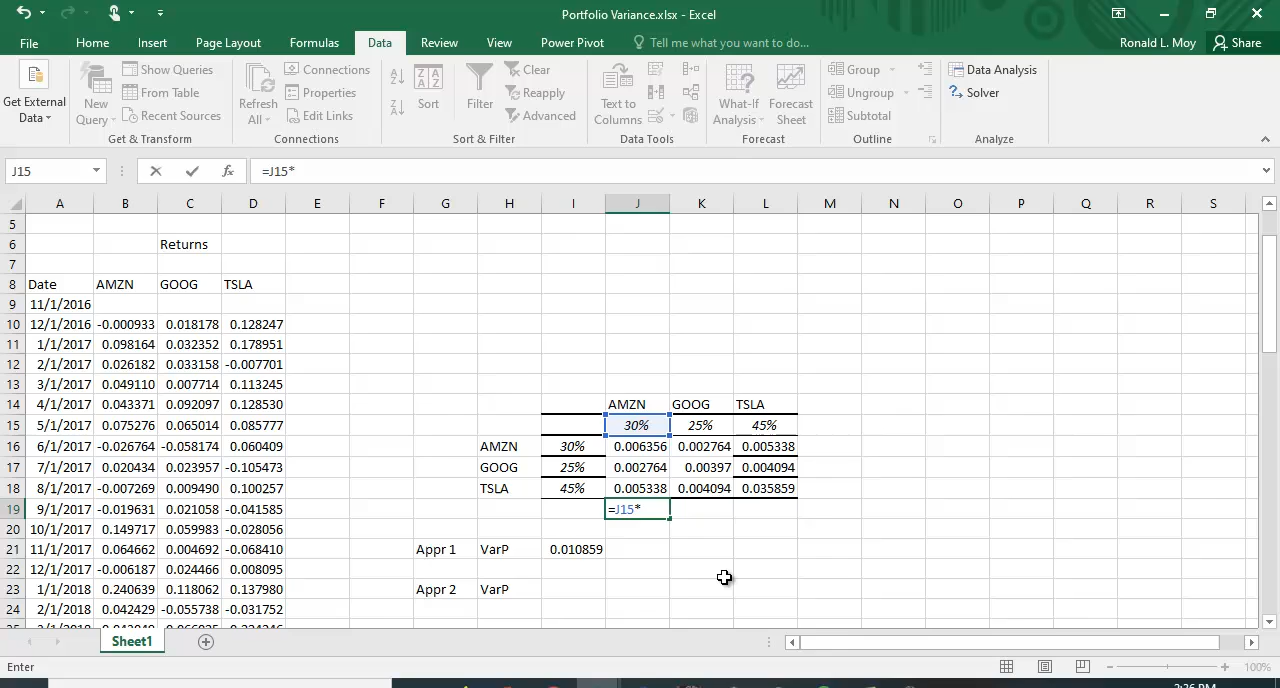 Portfolio Variance.xlsx - Excel
File Home Insert Page Layout Formulas Data Review View Power Pivot Tell me what you want to do... Ronald L. Moy Share
Get External Data
New Query
Show Queries
From Table
Recent Sources
Get & Transform
Refresh All
Connections
Properties
Edit Links
Connections
Sort
Filter
Clear
Reapply
Advanced
Sort & Filter
Text to Columns
Data Tools
What-If Analysis
Forecast Sheet
Forecast
Group
Ungroup
Subtotal
Outline
Data Analysis
Solver
Analyze
J15 fx =J15*
A B C D E F G H I J K L M N O P Q R S
5
6 Returns
7
8 Date AMZN GOOG TSLA
9 11/1/2016
10 12/1/2016 -0.000933 0.018178 0.128247
11 1/1/2017 0.098164 0.032352 0.178951
12 2/1/2017 0.026182 0.033158 -0.007701
13 3/1/2017 0.049110 0.007714 0.113245
14 4/1/2017 0.043371 0.092097 0.128530 AMZN GOOG TSLA
15 5/1/2017 0.075276 0.065014 0.085777 30% 25% 45%
16 6/1/2017 -0.026764 -0.058174 0.060409 AMZN 30% 0.006356 0.002764 0.005338
17 7/1/2017 0.020434 0.023957 -0.105473 GOOG 25% 0.002764 0.00397 0.004094
18 8/1/2017 -0.007269 0.009490 0.100257 TSLA 45% 0.005338 0.004094 0.035859
19 9/1/2017 -0.019631 0.021058 -0.041585 =J15*
20 10/1/2017 0.149717 0.059983 -0.028056
21 11/1/2017 0.064662 0.004692 -0.068410 Appr 1 VarP 0.010859
22 12/1/2017 -0.006187 0.024466 0.008095
23 1/1/2018 0.240639 0.118062 0.137980 Appr 2 VarP
24 2/1/2018 0.042429 -0.055738 -0.031752
Sheet1
Enter 100%